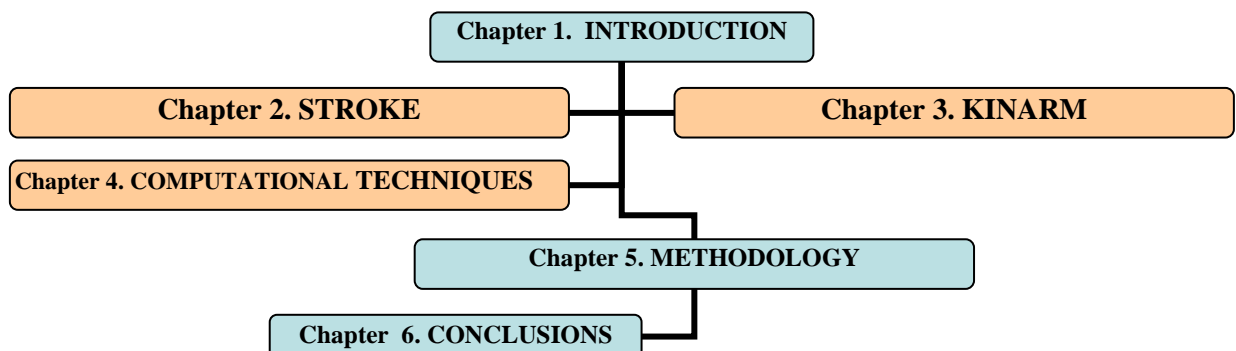 Chapter 1.  INTRODUCTION
Chapter 2. STROKE
Chapter 3. KINARM
Chapter 4. COMPUTATIONAL TECHNIQUES
Chapter 5. METHODOLOGY
Chapter  6. CONCLUSIONS